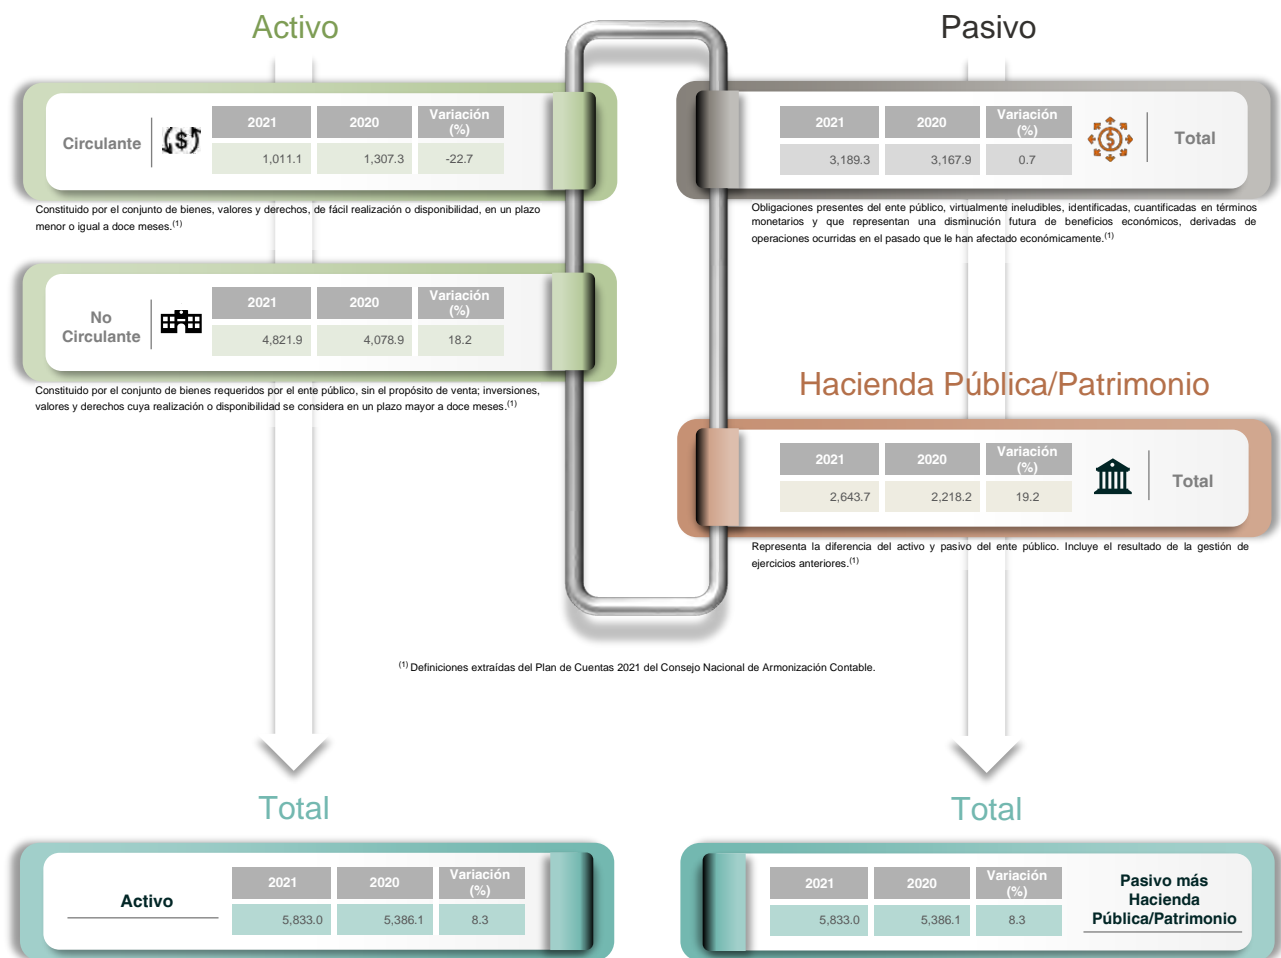 Activo
Circulante
2021 2020 Variación (%)
1,011.1 1,307.3 -22.7
Constituido por el conjunto de bienes, valores y derechos, de fácil realización o disponibilidad, en un plazo
menor o igual a doce meses.(1)
No
Circulante
2021 2020 Variación (%)
4,821.9 4,078.9 18.2
Constituido por el conjunto de bienes requeridos por el ente público, sin el propósito de venta; inversiones,
valores y derechos cuya realización o disponibilidad se considera en un plazo mayor a doce meses.(1)
Pasivo
2021 2020 Variación (%)
3,189.3 3,167.9 0.7
Total
Obligaciones presentes del ente público, virtualmente ineludibles, identificadas, cuantificadas en términos
monetarios y que representan una disminución futura de beneficios económicos, derivadas de
operaciones ocurridas en el pasado que le han afectado económicamente.(1)
Hacienda Pública/Patrimonio
2021 2020 Variación (%)
2,643.7 2,218.2 19.2
Total
Representa la diferencia del activo y pasivo del ente público. Incluye el resultado de la gestión de
ejercicios anteriores.(1)
(1) Definiciones extraídas del Plan de Cuentas 2021 del Consejo Nacional de Armonización Contable.
Total
Activo
2021 2020 Variación (%)
5,833.0 5,386.1 8.3
Total
2021 2020 Variación (%)
5,833.0 5,386.1 8.3
Pasivo más
Hacienda
Pública/Patrimonio